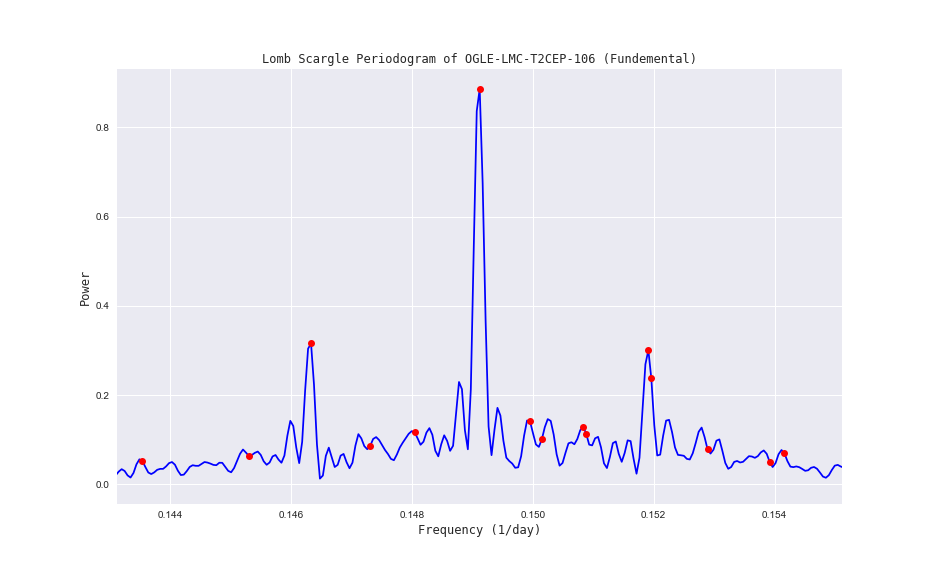 Lomb Scargle Periodogram of OGLE-LMC-T2CEP-106 (Fundemental)
0.8
0.6
0.4
0.2
0.0
Power
0.144 0.146 0.148 0.150 0.152 0.154
Frequency (1/day)